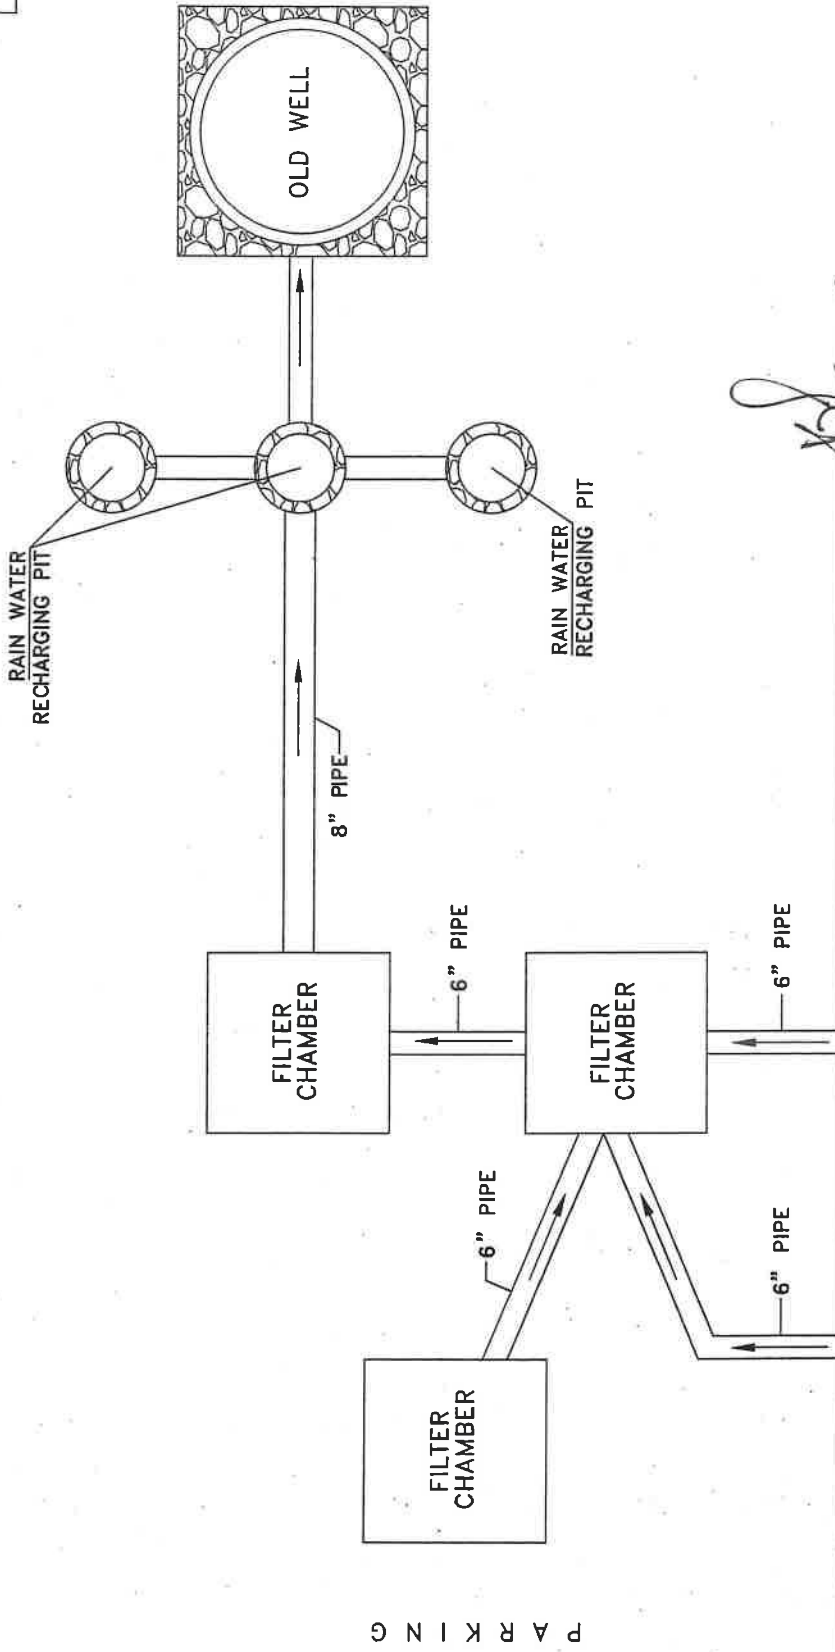 OLD WELL
RAIN WATER
RECHARGING PIT
RAIN WATER
RECHARGING PIT
8” PIPE
FILTER
CHAMBER
6” PIPE
FILTER
CHAMBER
6” PIPE
6” PIPE
6” PIPE
FILTER
CHAMBER
PARKING